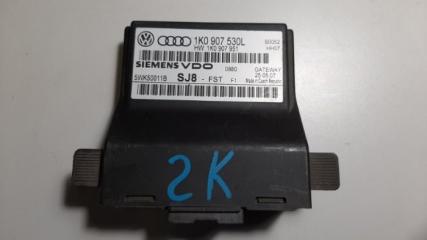 1K0 907 530L
HW 1K0 907 951
SIEMENS VDO
GATEWAY
25.05.07
5WK50011B
SJ8 - FST
F1
Made in Czech Republic
2K